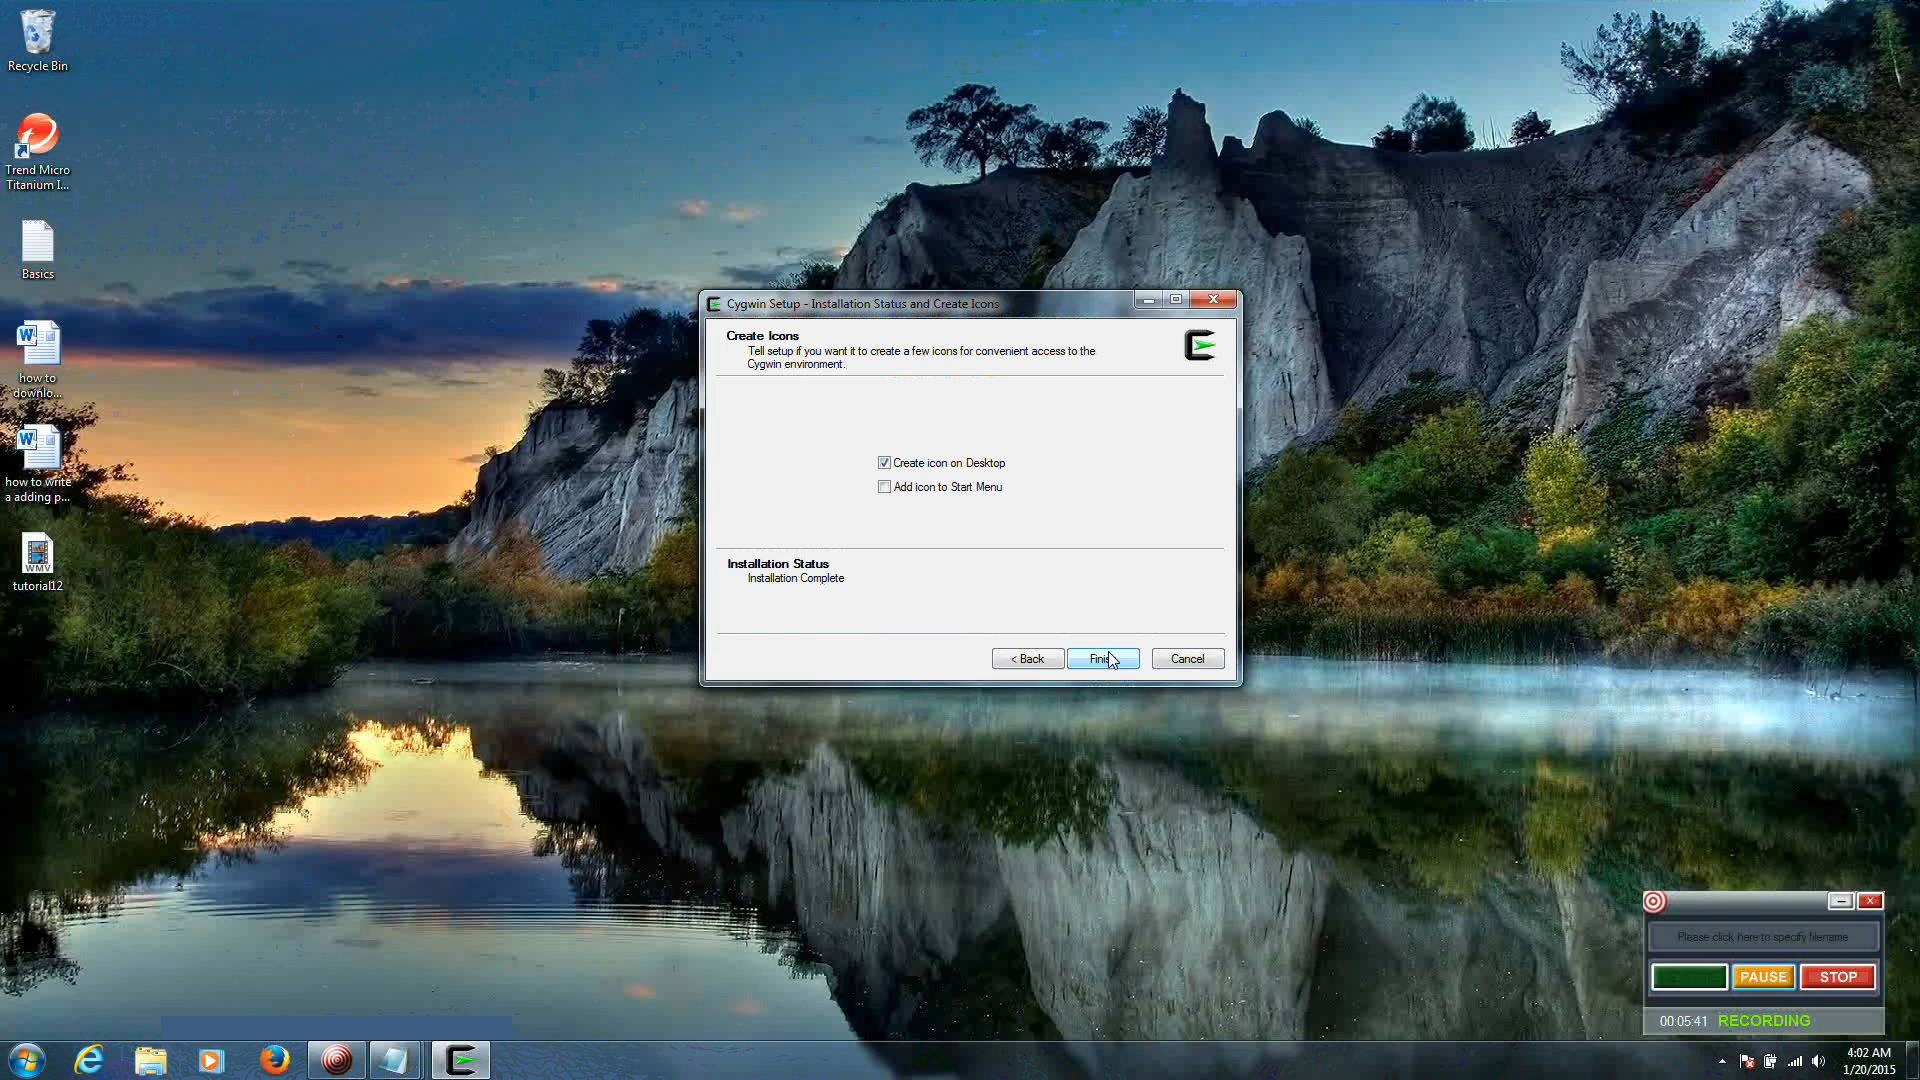 Recycle Bin
Trend Micro
Titanium I...
Basics
how to
downlo...
how to write
a adding p...
WMV
tutorial12
Cygwin Setup - Installation Status and Create Icons
Create Icons
Tell setup if you want it to create a few icons for convenient access to the
Cygwin environment.
Create icon on Desktop
Add icon to Start Menu
Installation Status
Installation Complete
< Back
Cancel
Please click here to specify filename
PAUSE
STOP
00:05:41 RECORDING
4:02 AM
1/20/2015